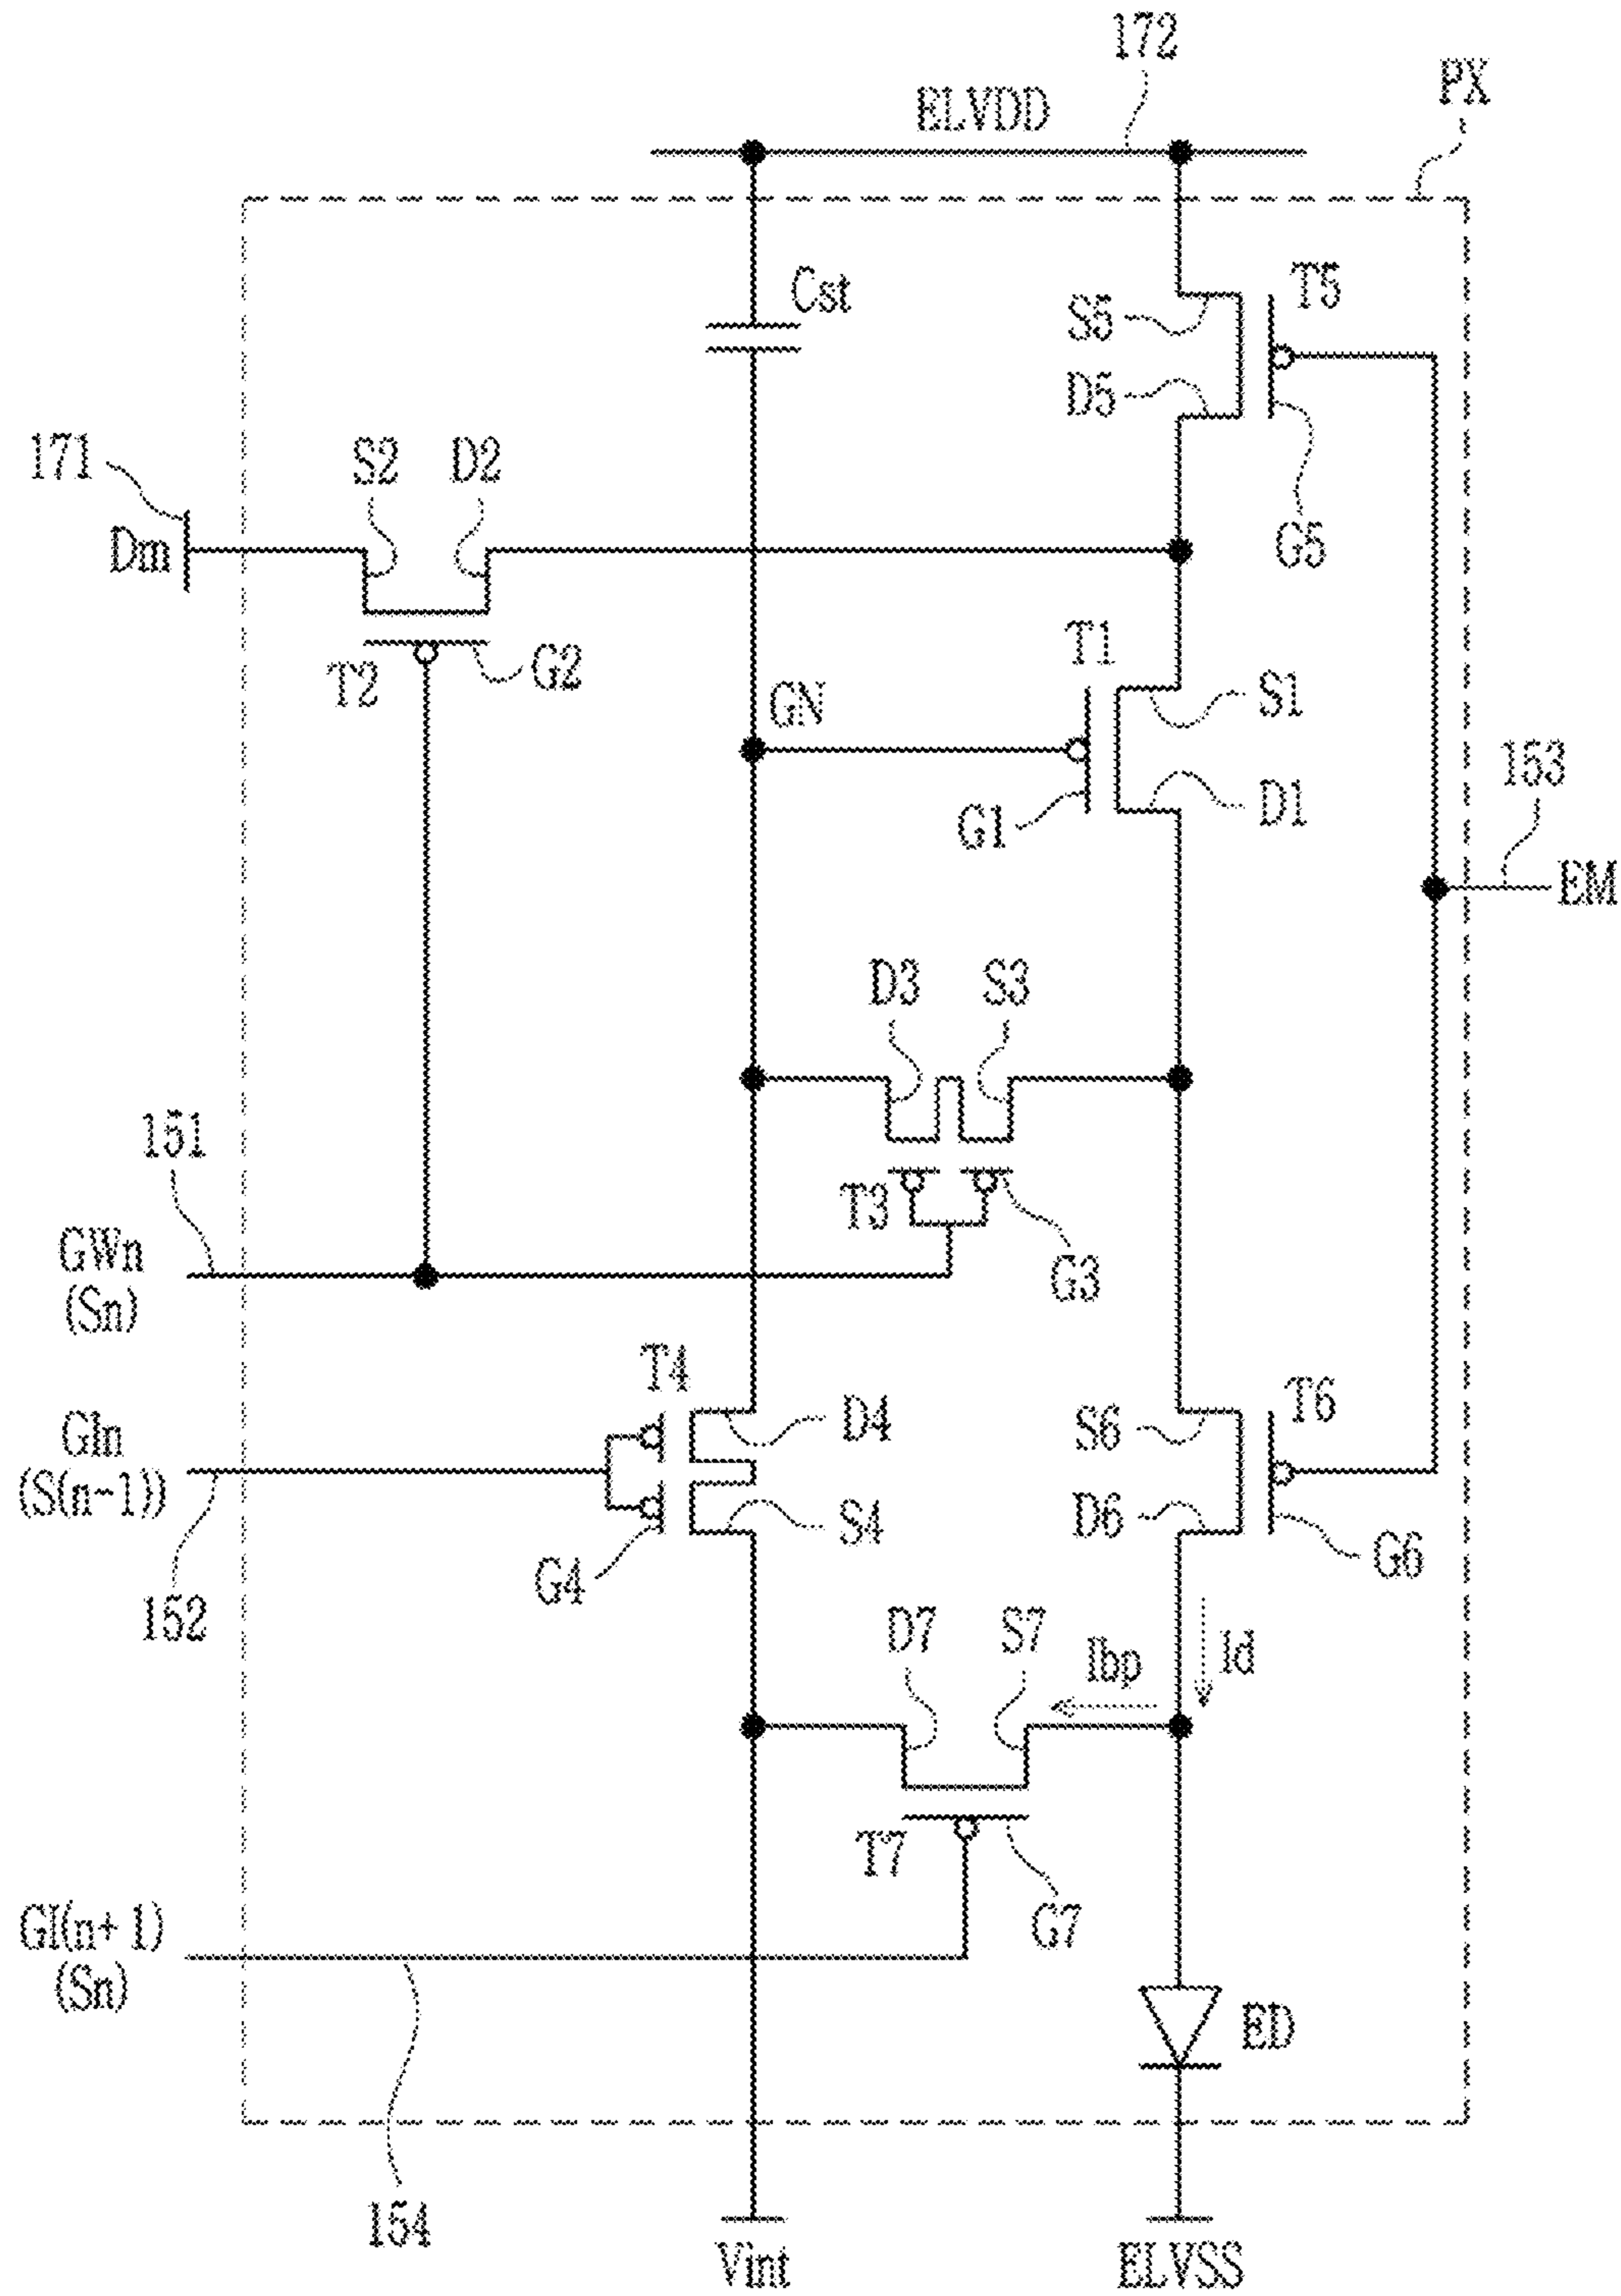 172
PX
ELVDD
Cst
T5
S5
D5
171
S2
D2
Dm
G5
T1
T2
G2
GN
S1
153
D1
G1
EM
D3
S3
151
T3
GWn
(Sn)
G3
T4
T6
GIn
D4
S6
(S(n-1))
S4
D6
G4
G6
152
D7
S7
Ibp
Id
T7
GI(n+1)
(Sn)
G7
ED
154
Vint
ELVSS